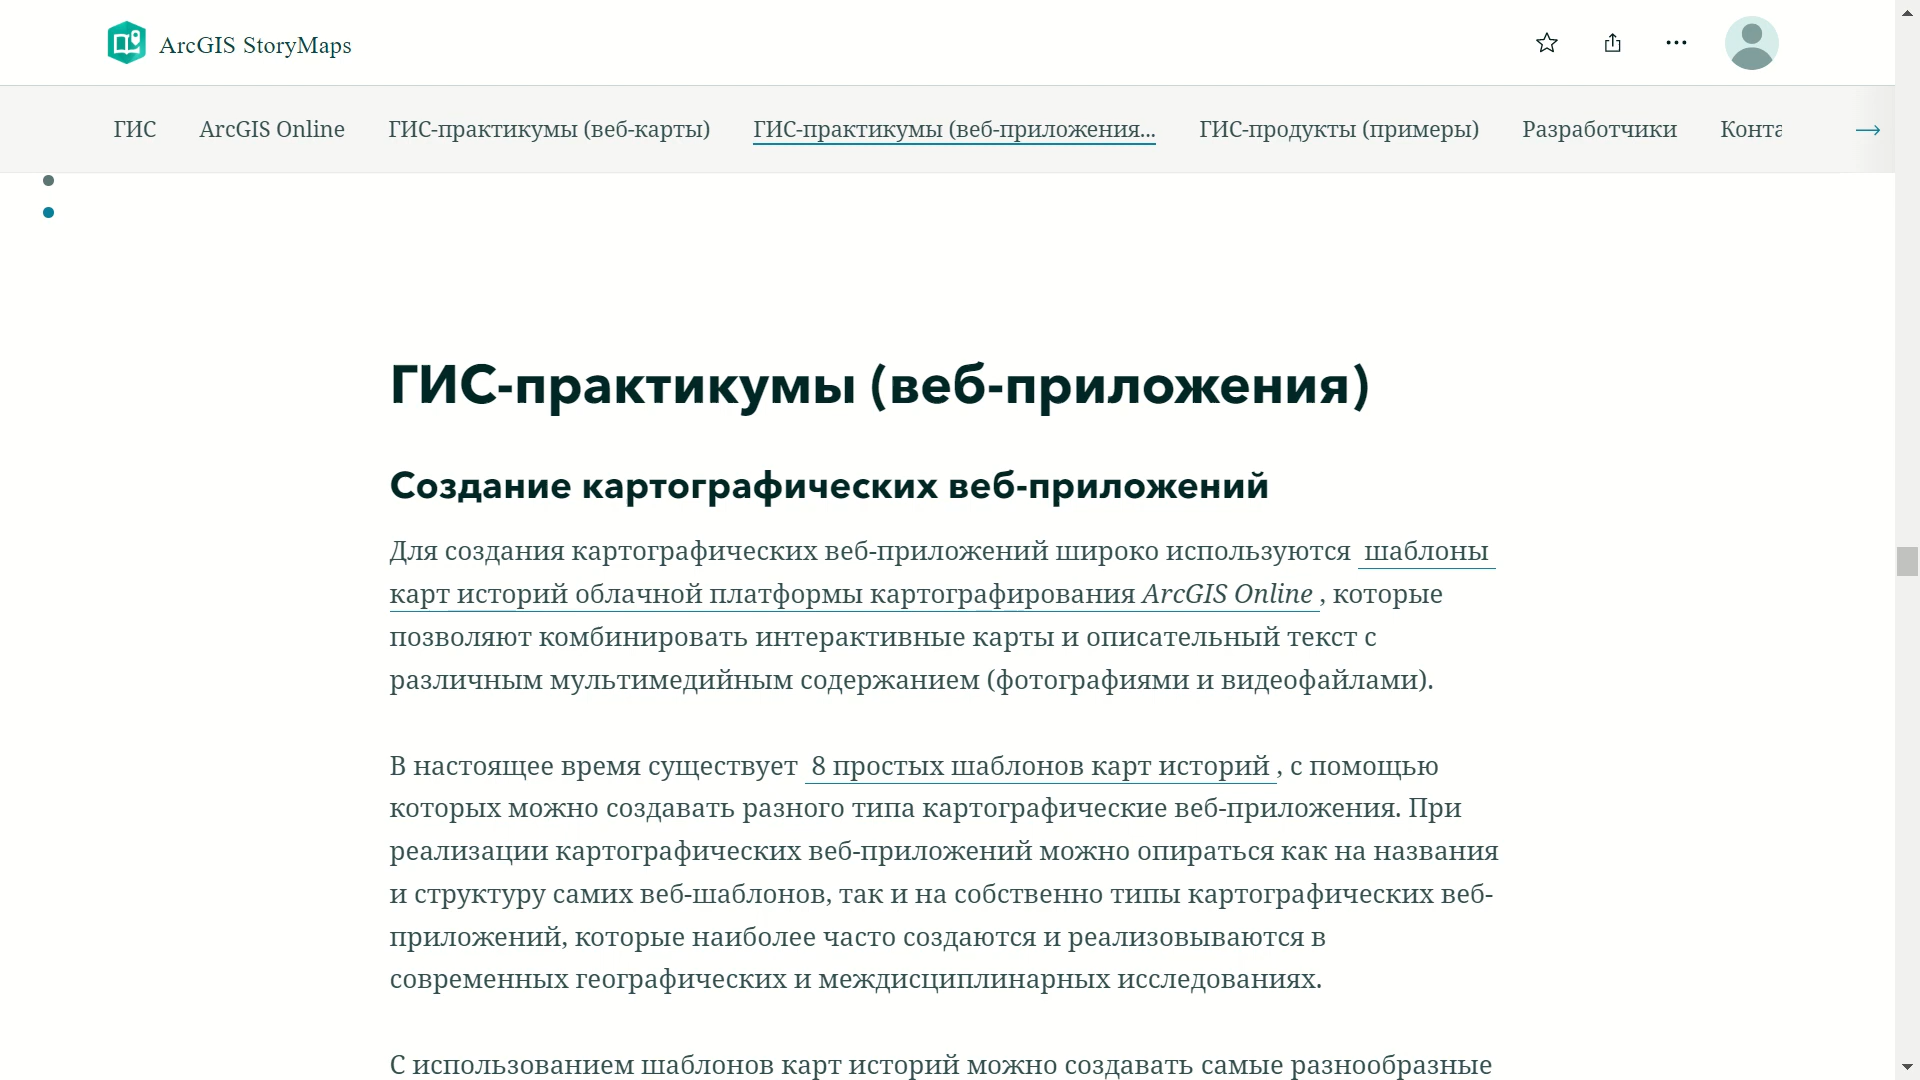 ArcGIS StoryMaps
ГИС ArcGIS Online ГИС-практикумы (веб-карты) ГИС-практикумы (веб-приложения... ГИС-продукты (примеры) Разработчики Конта
ГИС-практикумы (веб-приложения)
Создание картографических веб-приложений
Для создания картографических веб-приложений широко используются шаблоны
карт историй облачной платформы картографирования ArcGIS Online , которые
позволяют комбинировать интерактивные карты и описательный текст с
различным мультимедийным содержанием (фотографиями и видеофайлами).
В настоящее время существует 8 простых шаблонов карт историй , с помощью
которых можно создавать разного типа картографические веб-приложения. При
реализации картографических веб-приложений можно опираться как на названия
и структуру самих веб-шаблонов, так и на собственно типы картографических веб-
приложений, которые наиболее часто создаются и реализовываются в
современных географических и междисциплинарных исследованиях.
С использованием шаблонов карт историй можно создавать самые разнообразные